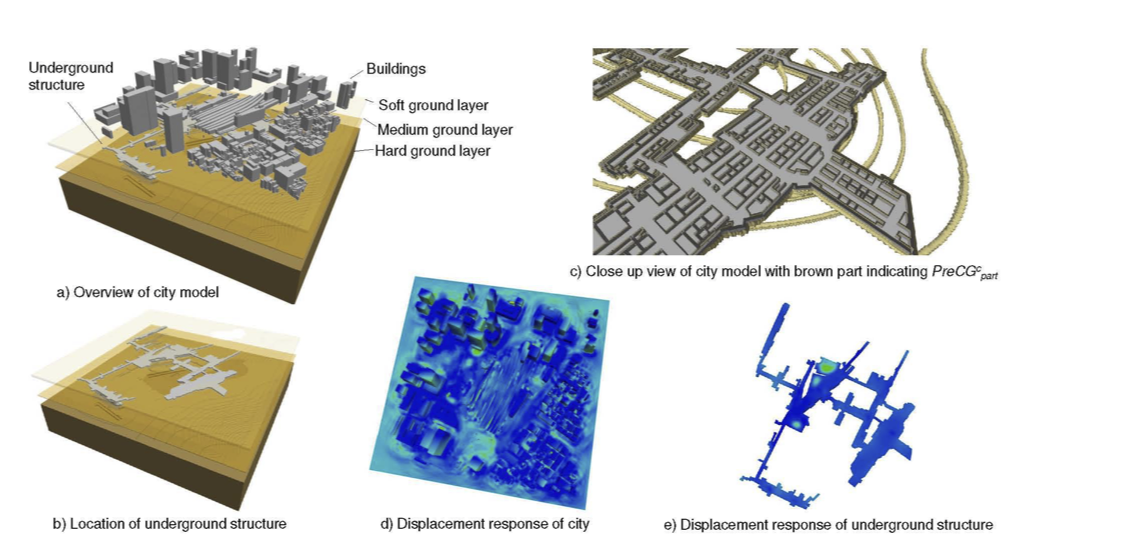 Underground
structure
Buildings
Soft ground layer
Medium ground layer
Hard ground layer
a) Overview of city model
c) Close up view of city model with brown part indicating PreCGᶜpart
b) Location of underground structure
d) Displacement response of city
e) Displacement response of underground structure